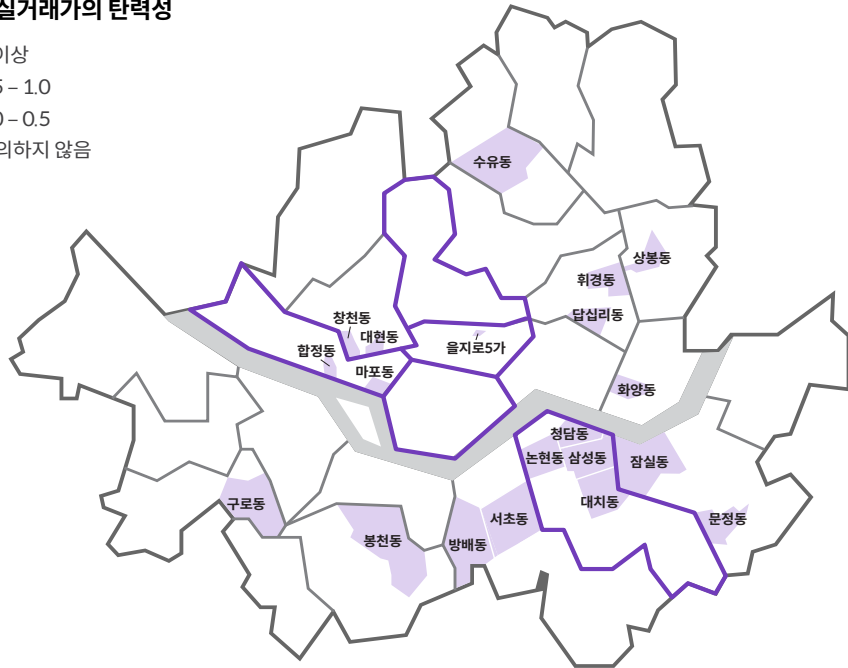 실거래가의 탄력성
이상
– 1.0
– 0.5
의하지 않음
수유동
상봉동
휘경동
답십리동
창천동
대현동
합정동
마포동
을지로5가
화양동
청담동
논현동
삼성동
잠실동
대치동
구로동
봉천동
방배동
서초동
문정동